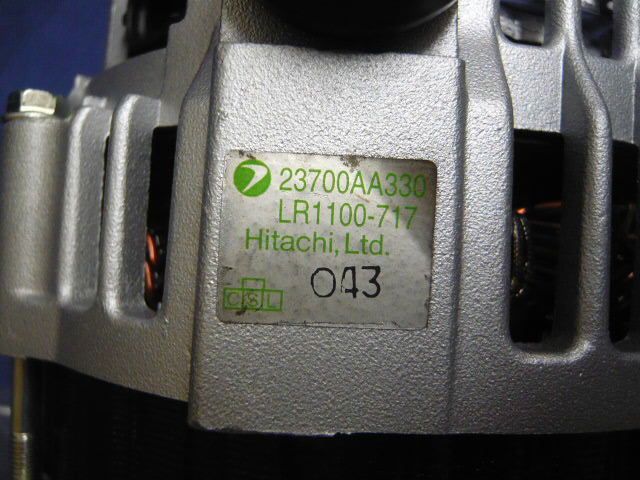 23700AA330
LR1100-717
Hitachi, Ltd.
043
CSL